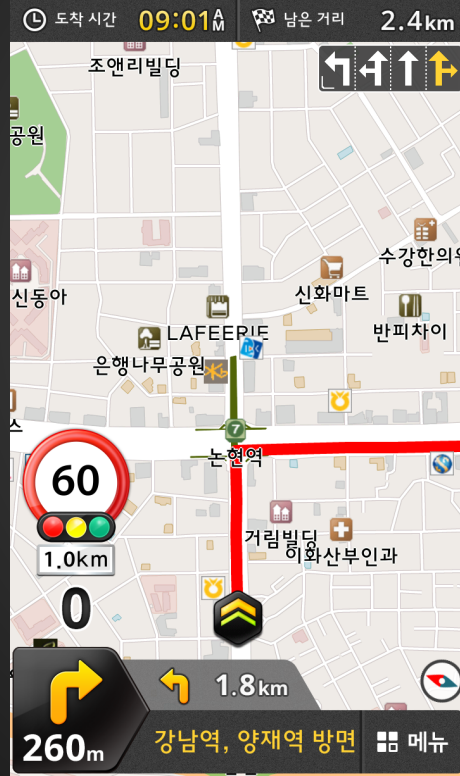 도착 시간 09:01AM 남은 거리 2.4km
조앤리빌딩
공원
수강한의원
신동아
신화마트
반피차이
LAFEERIE
은행나무공원
7
스
논현역
60
1.0km
거림빌딩
이화산부인과
0
1.8km
260m
강남역, 양재역 방면
메뉴